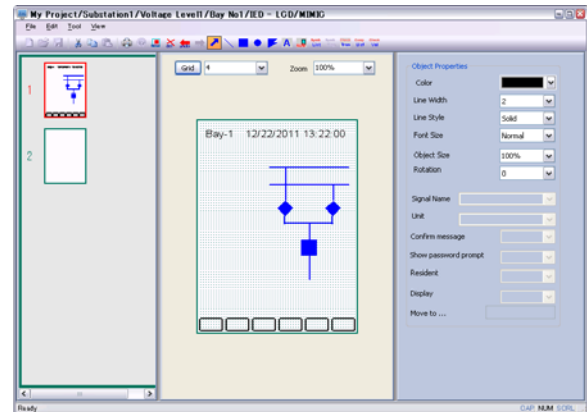 My Project/Substation1/Voltage Level1/Bay No1/IED - LCD/MIMIC
File Edit Tool View
Grid 4 Zoom 100%
1
2
Bay-1 12/22/2011 13:22:00
Object Properties
Color
Line Width 2
Line Style Solid
Font Size Normal
Object Size 100%
Rotation 0
Signal Name
Unit
Confirm message
Show password prompt
Resident
Display
Move to ...
Ready CAP NUM SCRL